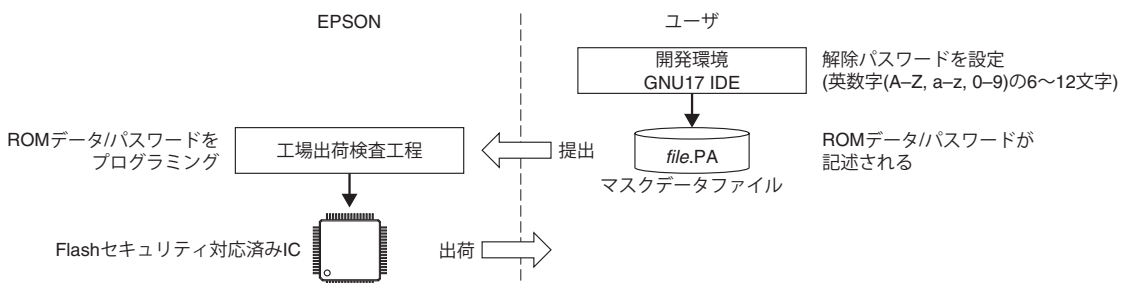 EPSON
ユーザ
開発環境
GNU17 IDE
解除パスワードを設定
(英数字(A–Z, a–z, 0–9)の6～12文字)
ROMデータ/パスワードを
プログラミング
工場出荷検査工程
提出
file.PA
マスクデータファイル
ROMデータ/パスワードが
記述される
Flashセキュリティ対応済みIC
出荷